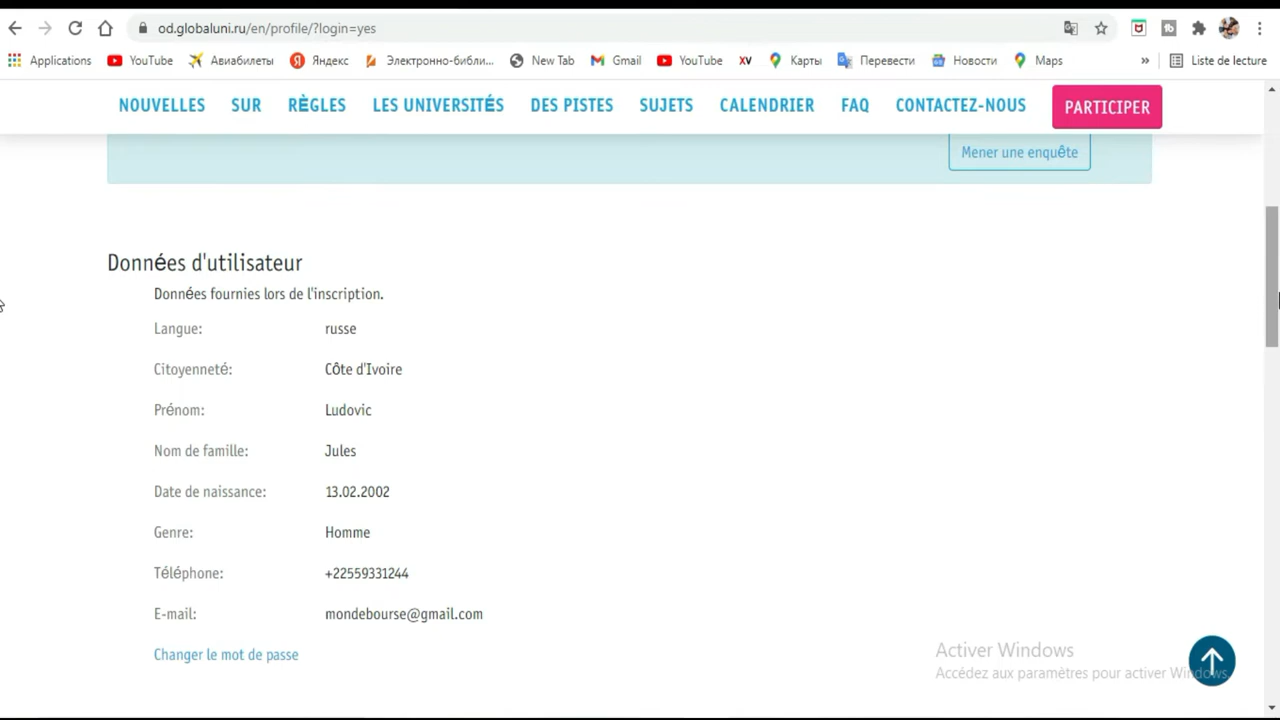 od.globaluni.ru/en/profile/?login=yes
Applications YouTube Авиабилеты Яндекс Электронно-библи... New Tab Gmail YouTube XV Карты Перевести Новости Maps » Liste de lecture
NOUVELLES SUR RÈGLES LES UNIVERSITÉS DES PISTES SUJETS CALENDRIER FAQ CONTACTEZ-NOUS PARTICIPER
Mener une enquête
Données d'utilisateur
Données fournies lors de l'inscription.
Langue: russe
Citoyenneté: Côte d'Ivoire
Prénom: Ludovic
Nom de famille: Jules
Date de naissance: 13.02.2002
Genre: Homme
Téléphone: +22559331244
E-mail: mondebourse@gmail.com
Changer le mot de passe
Activer Windows
Accédez aux paramètres pour activer Windows.